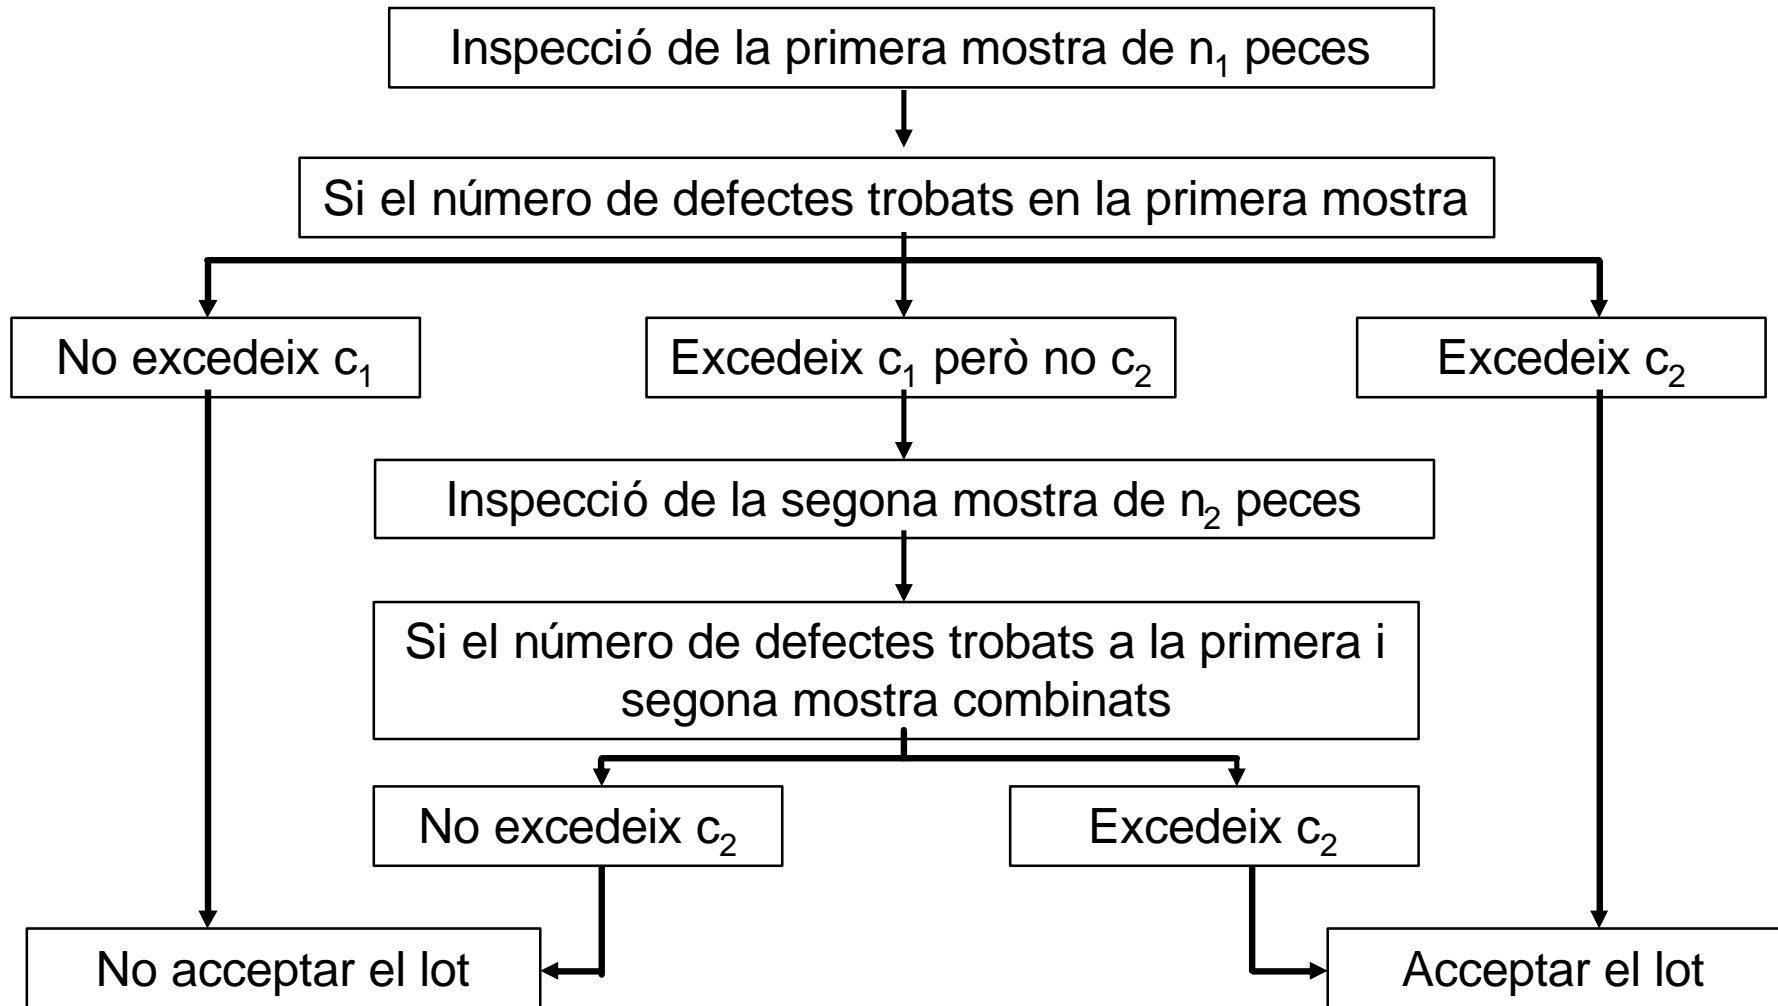 Inspecció de la primera mostra de n₁ peces
Si el número de defectes trobats en la primera mostra
No excedeix c₁
Excedeix c₁ però no c₂
Excedeix c₂
Inspecció de la segona mostra de n₂ peces
Si el número de defectes trobats a la primera i
segona mostra combinats
No excedeix c₂
Excedeix c₂
No acceptar el lot
Acceptar el lot